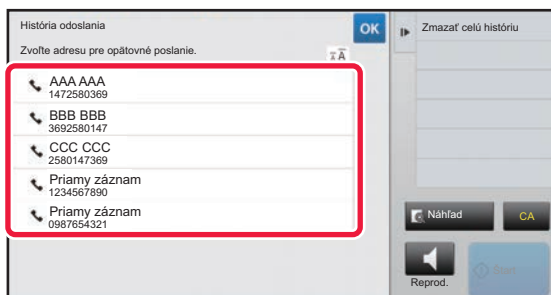 História odoslania
OK
Zvoľte adresu pre opätovné poslanie.
AAA AAA
1472580369
BBB BBB
3692580147
CCC CCC
2580147369
Priamy záznam
1234567890
Priamy záznam
0987654321
Zmazať celú históriu
Náhľad
CA
Reprod.
Start